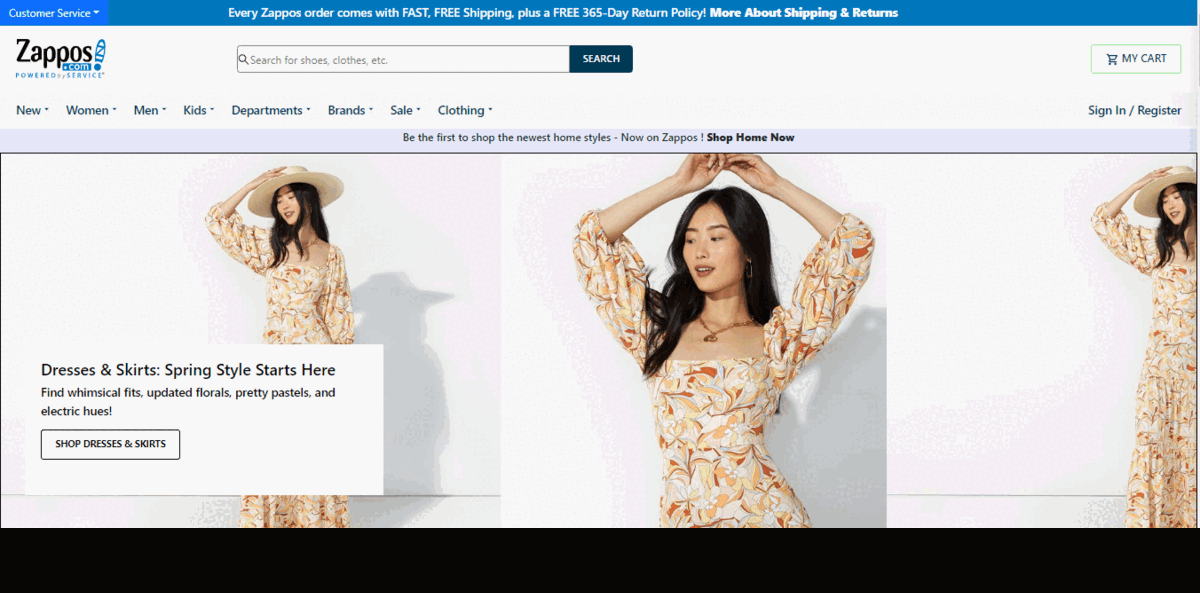 Customer Service
Every Zappos order comes with FAST, FREE Shipping, plus a FREE 365-Day Return Policy! More About Shipping & Returns
Zappos
.com
POWERED by SERVICE
Search for shoes, clothes, etc.
SEARCH
MY CART
New Women Men Kids Departments Brands Sale Clothing
Sign In / Register
Be the first to shop the newest home styles - Now on Zappos ! Shop Home Now
Dresses & Skirts: Spring Style Starts Here
Find whimsical fits, updated florals, pretty pastels, and
electric hues!
SHOP DRESSES & SKIRTS